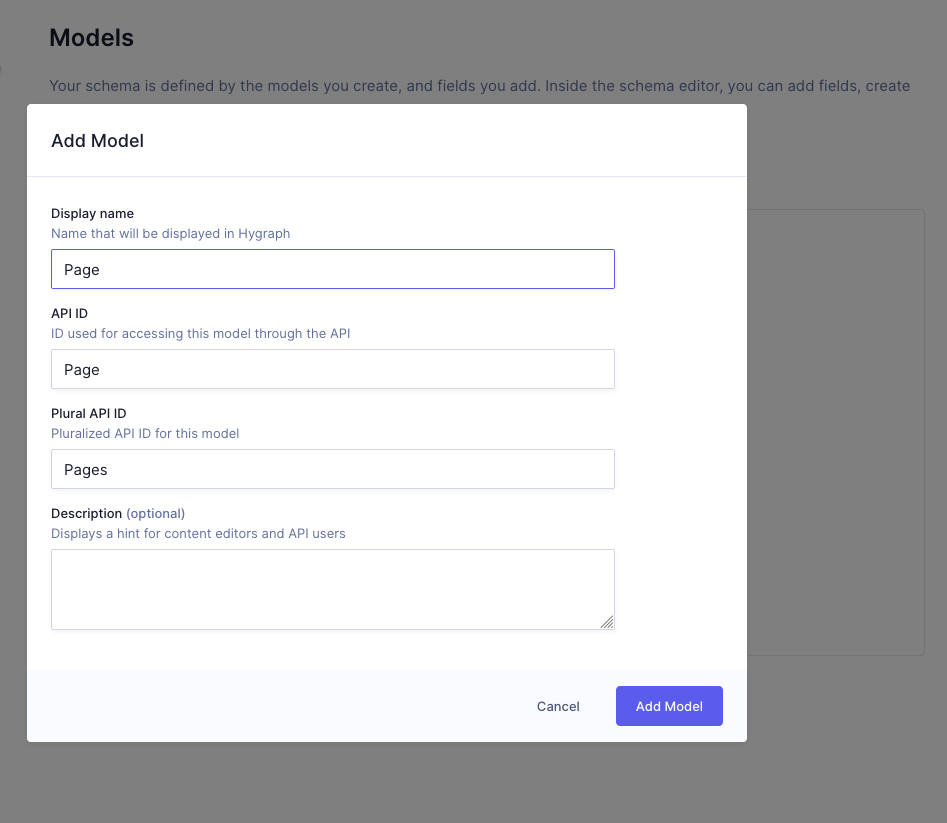 Models
Your schema is defined by the models you create, and fields you add. Inside the schema editor, you can add fields, create
Add Model
Display name
Name that will be displayed in Hygraph
Page
API ID
ID used for accessing this model through the API
Page
Plural API ID
Pluralized API ID for this model
Pages
Description (optional)
Displays a hint for content editors and API users
Cancel
Add Model